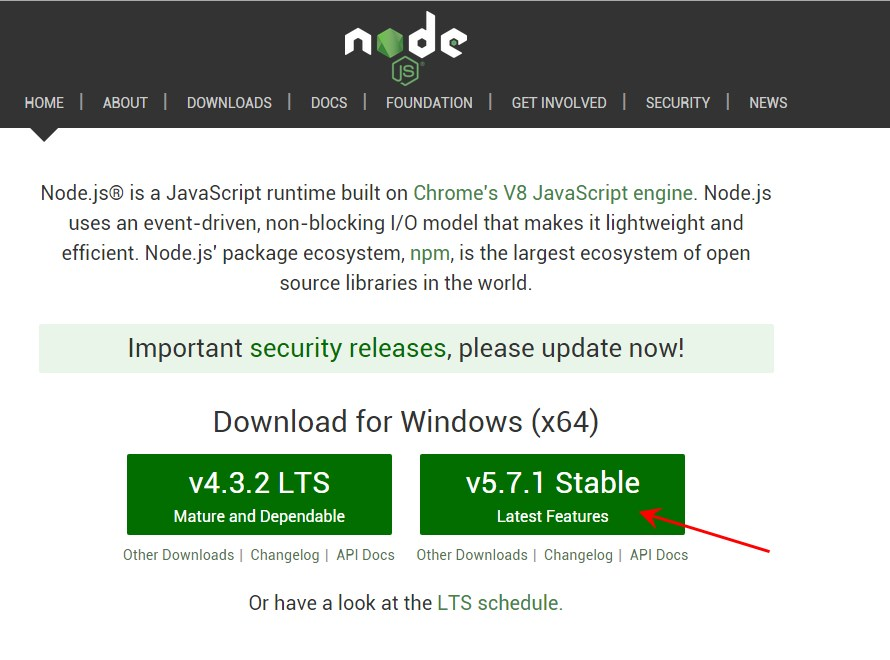 node
JS
HOME | ABOUT | DOWNLOADS | DOCS | FOUNDATION | GET INVOLVED | SECURITY | NEWS
Node.js® is a JavaScript runtime built on Chrome's V8 JavaScript engine. Node.js
uses an event-driven, non-blocking I/O model that makes it lightweight and
efficient. Node.js' package ecosystem, npm, is the largest ecosystem of open
source libraries in the world.
Important security releases, please update now!
Download for Windows (x64)
v4.3.2 LTS
Mature and Dependable
Other Downloads | Changelog | API Docs
v5.7.1 Stable
Latest Features
Other Downloads | Changelog | API Docs
Or have a look at the LTS schedule.